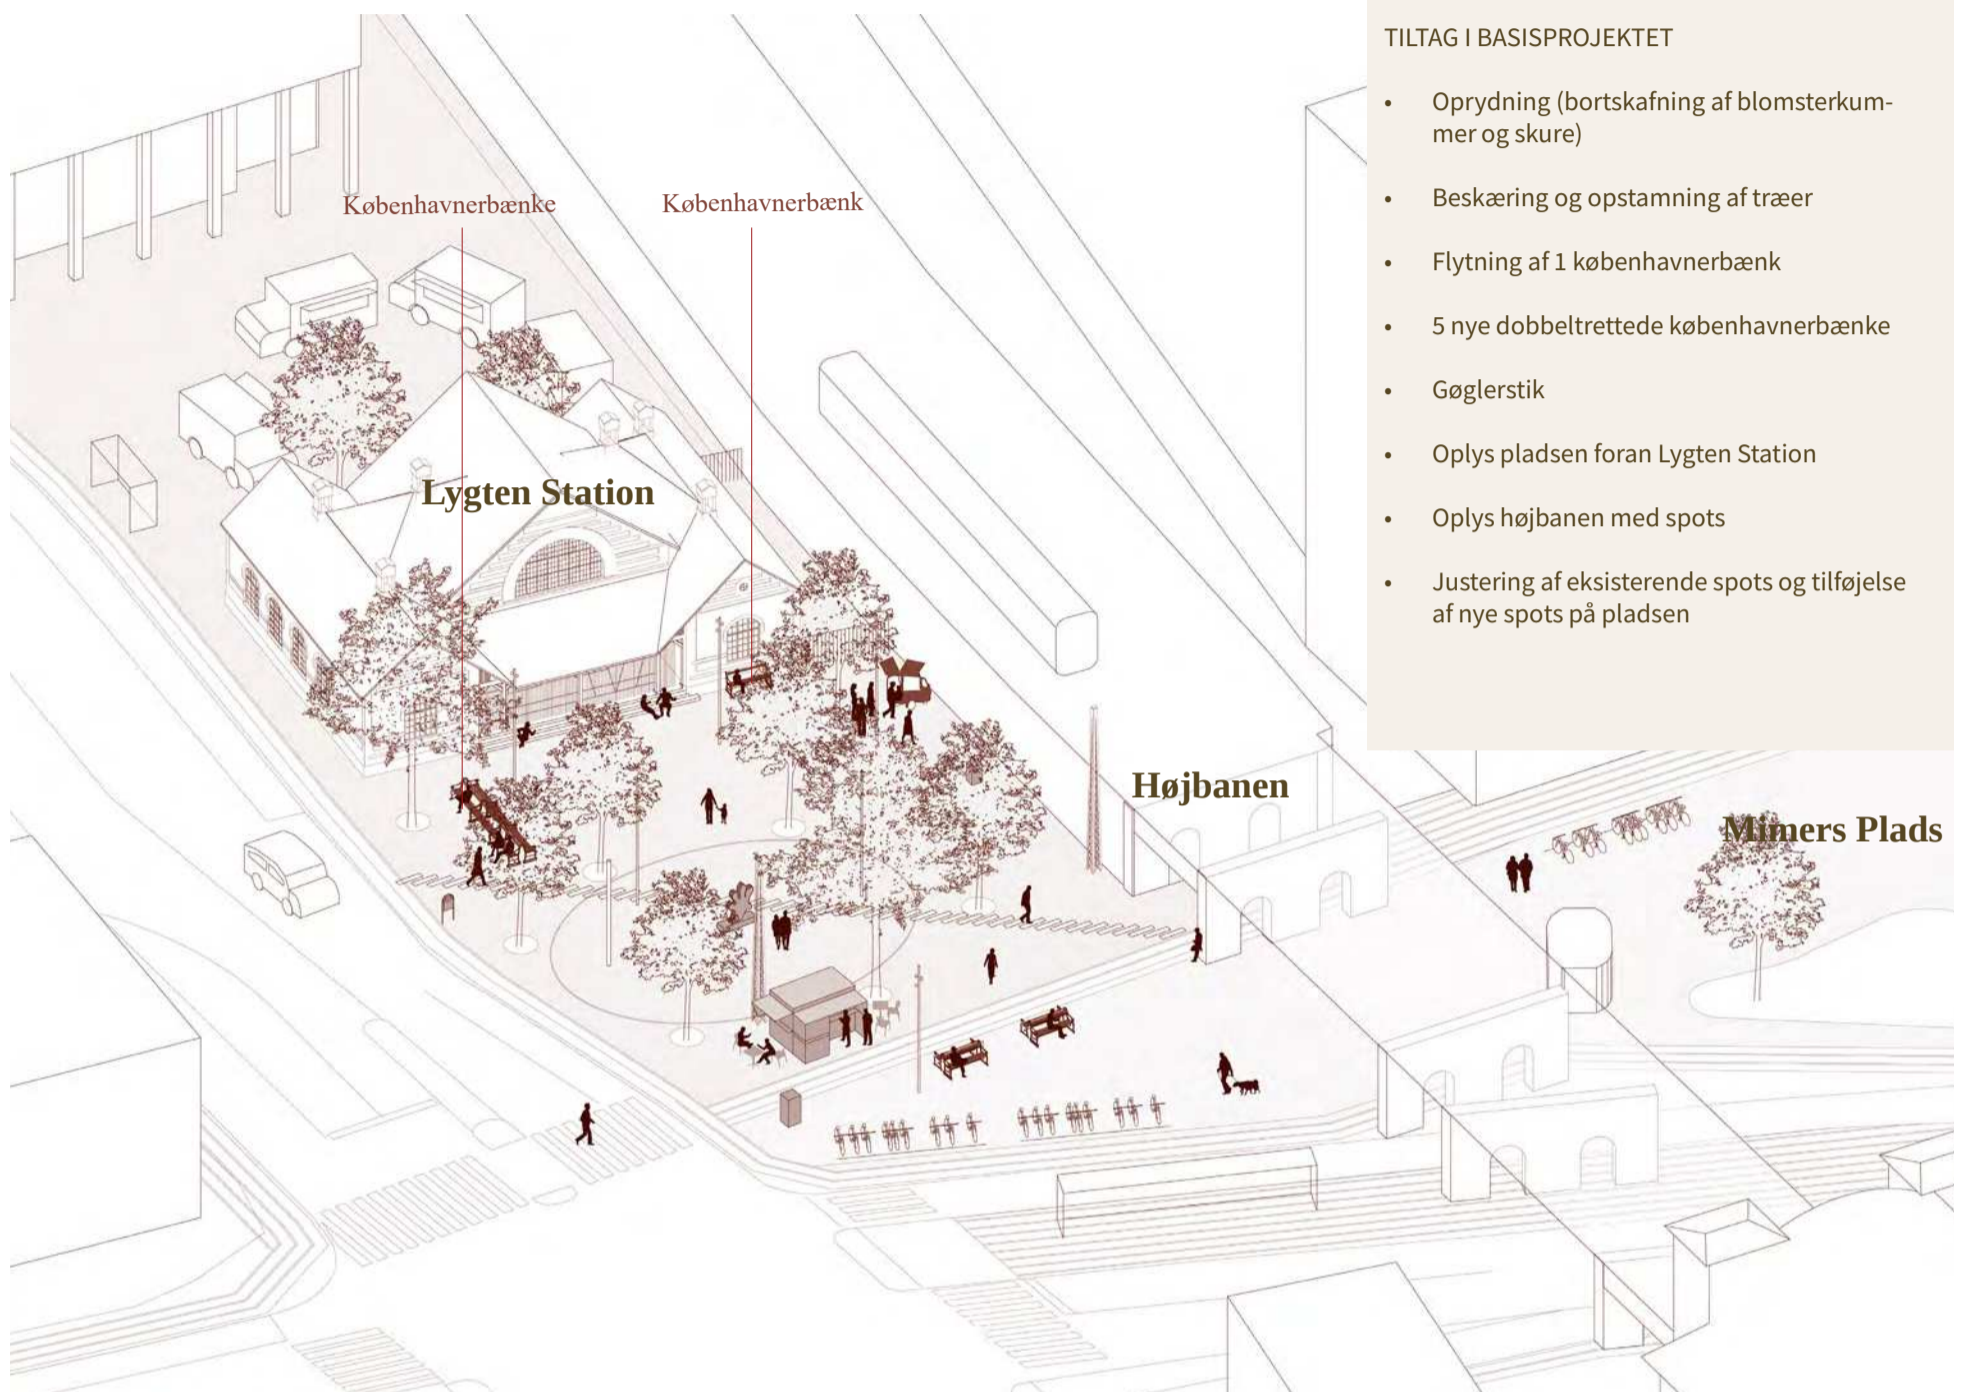 TILTAG I BASISPROJEKTET
• Oprydning (bortskafning af blomsterkum-
mer og skure)
• Beskæring og opstamning af træer
• Flytning af 1 københavnerbænk
• 5 nye dobbeltrettede københavnerbænke
• Gøglerstik
• Oplys pladsen foran Lygten Station
• Oplys højbanen med spots
• Justering af eksisterende spots og tilføjelse
af nye spots på pladsen
Københavnerbænke
Københavnerbænk
Lygten Station
Højbanen
Mimers Plads